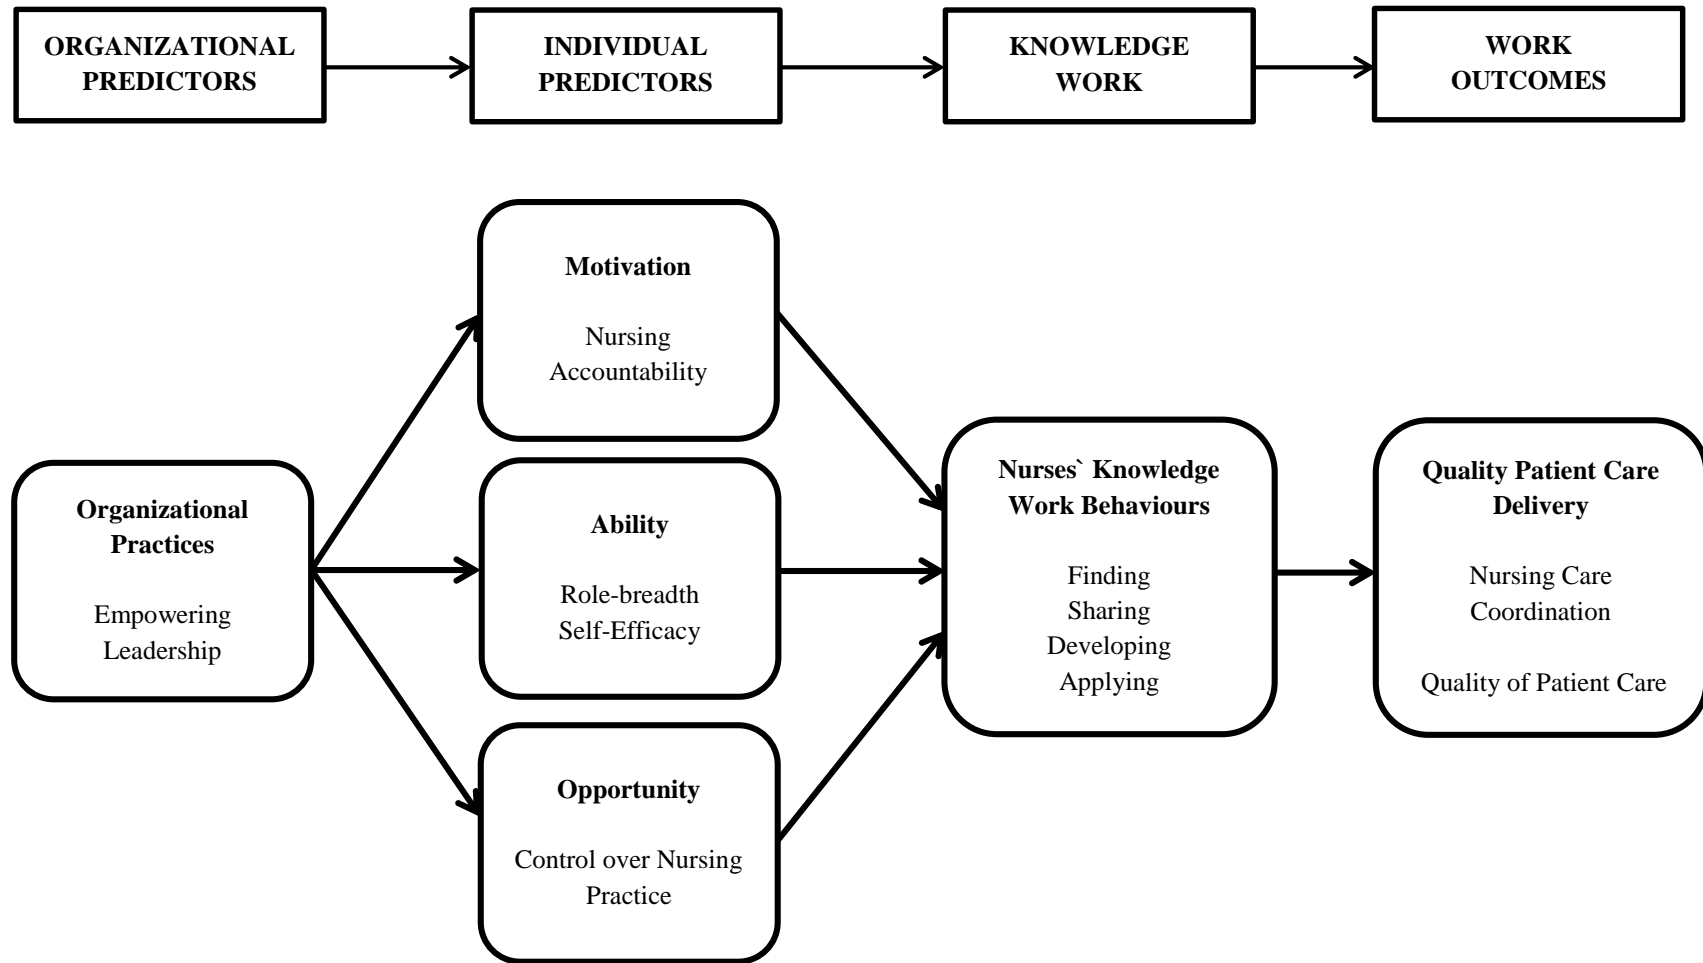 ORGANIZATIONAL
PREDICTORS
INDIVIDUAL
PREDICTORS
KNOWLEDGE
WORK
WORK
OUTCOMES
Organizational
Practices
Empowering
Leadership
Motivation
Nursing
Accountability
Ability
Role-breadth
Self-Efficacy
Opportunity
Control over Nursing
Practice
Nurses` Knowledge
Work Behaviours
Finding
Sharing
Developing
Applying
Quality Patient Care
Delivery
Nursing Care
Coordination
Quality of Patient Care